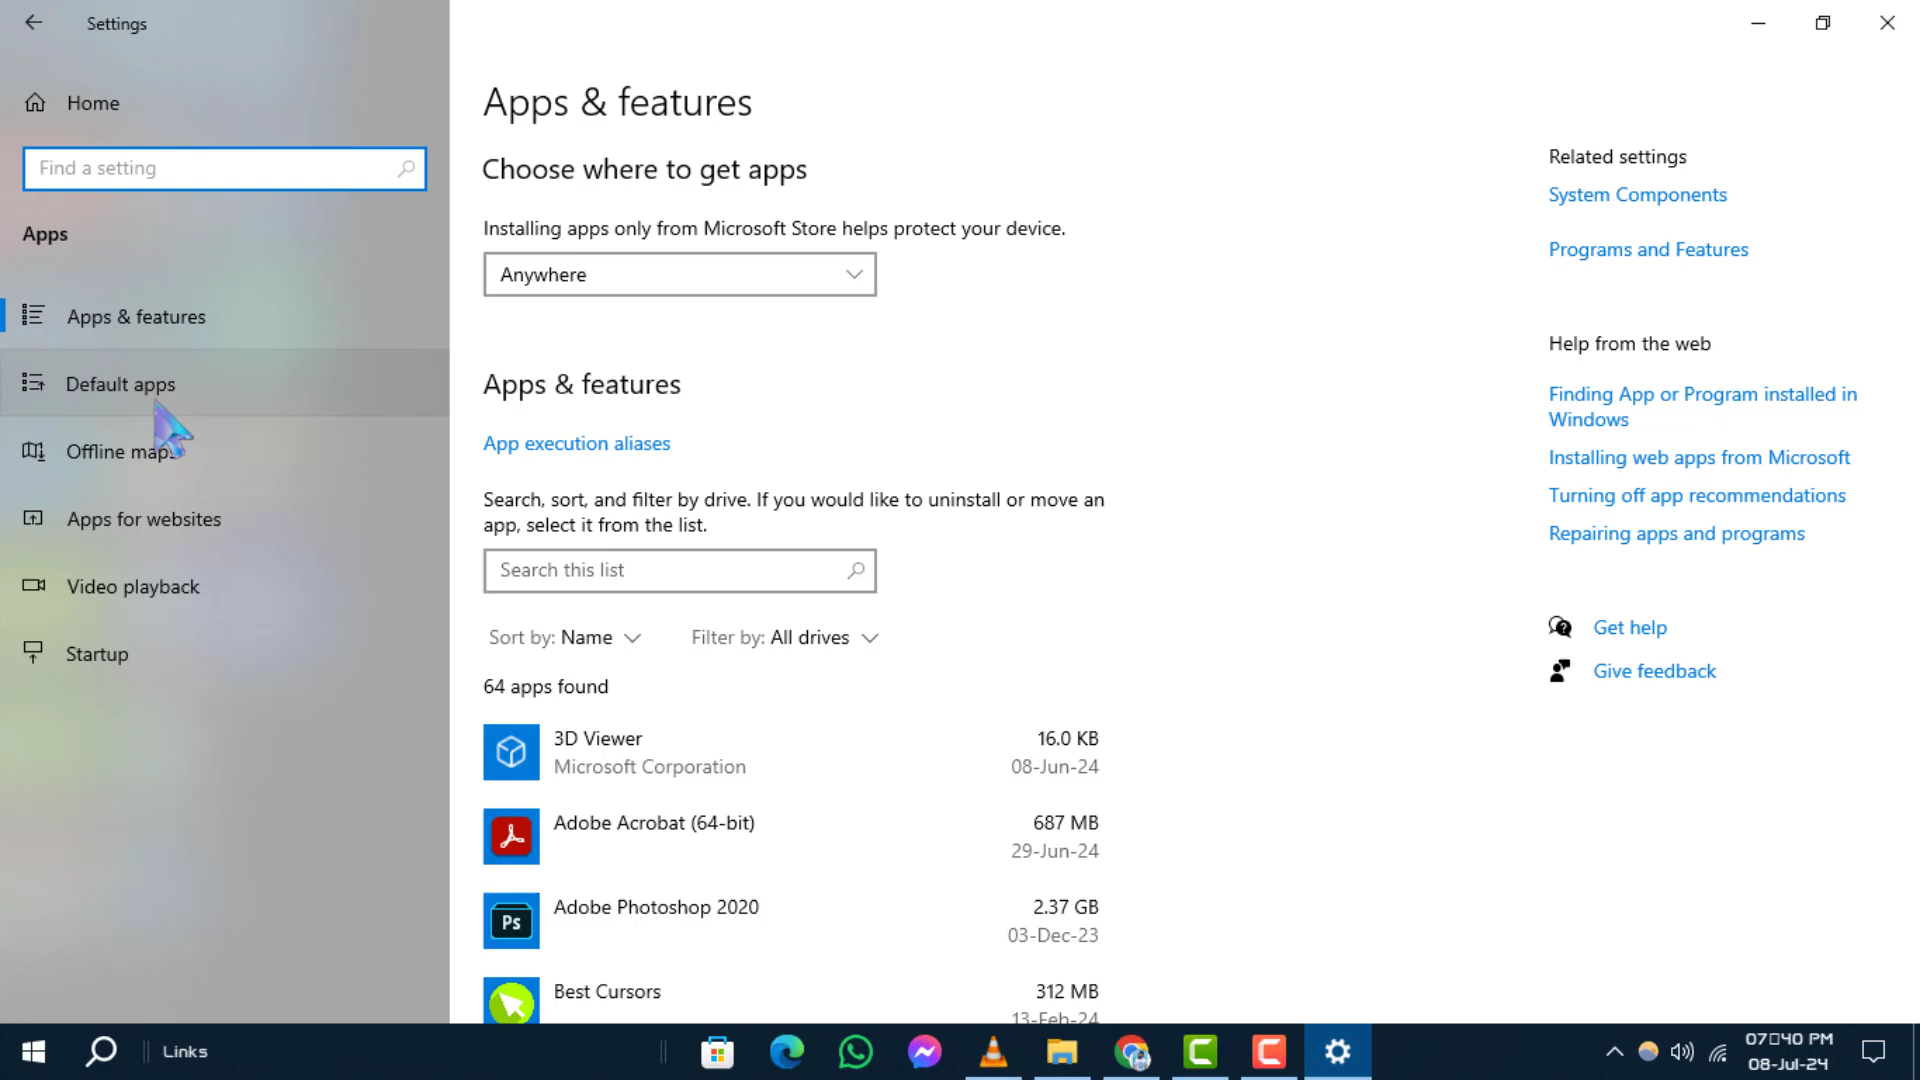 Settings
Home
Find a setting
Apps
Apps & features
Default apps
Offline maps
Apps for websites
Video playback
Startup
Apps & features
Choose where to get apps
Installing apps only from Microsoft Store helps protect your device.
Anywhere
Apps & features
App execution aliases
Search, sort, and filter by drive. If you would like to uninstall or move an
app, select it from the list.
Search this list
Sort by: Name
Filter by: All drives
64 apps found
3D Viewer
16.0 KB
Microsoft Corporation
08-Jun-24
Adobe Acrobat (64-bit)
687 MB
29-Jun-24
Ps
Adobe Photoshop 2020
2.37 GB
03-Dec-23
Best Cursors
312 MB
13-Feb-24
Related settings
System Components
Programs and Features
Help from the web
Finding App or Program installed in
Windows
Installing web apps from Microsoft
Turning off app recommendations
Repairing apps and programs
Get help
Give feedback
Links
07▯40 PM
08-Jul-24